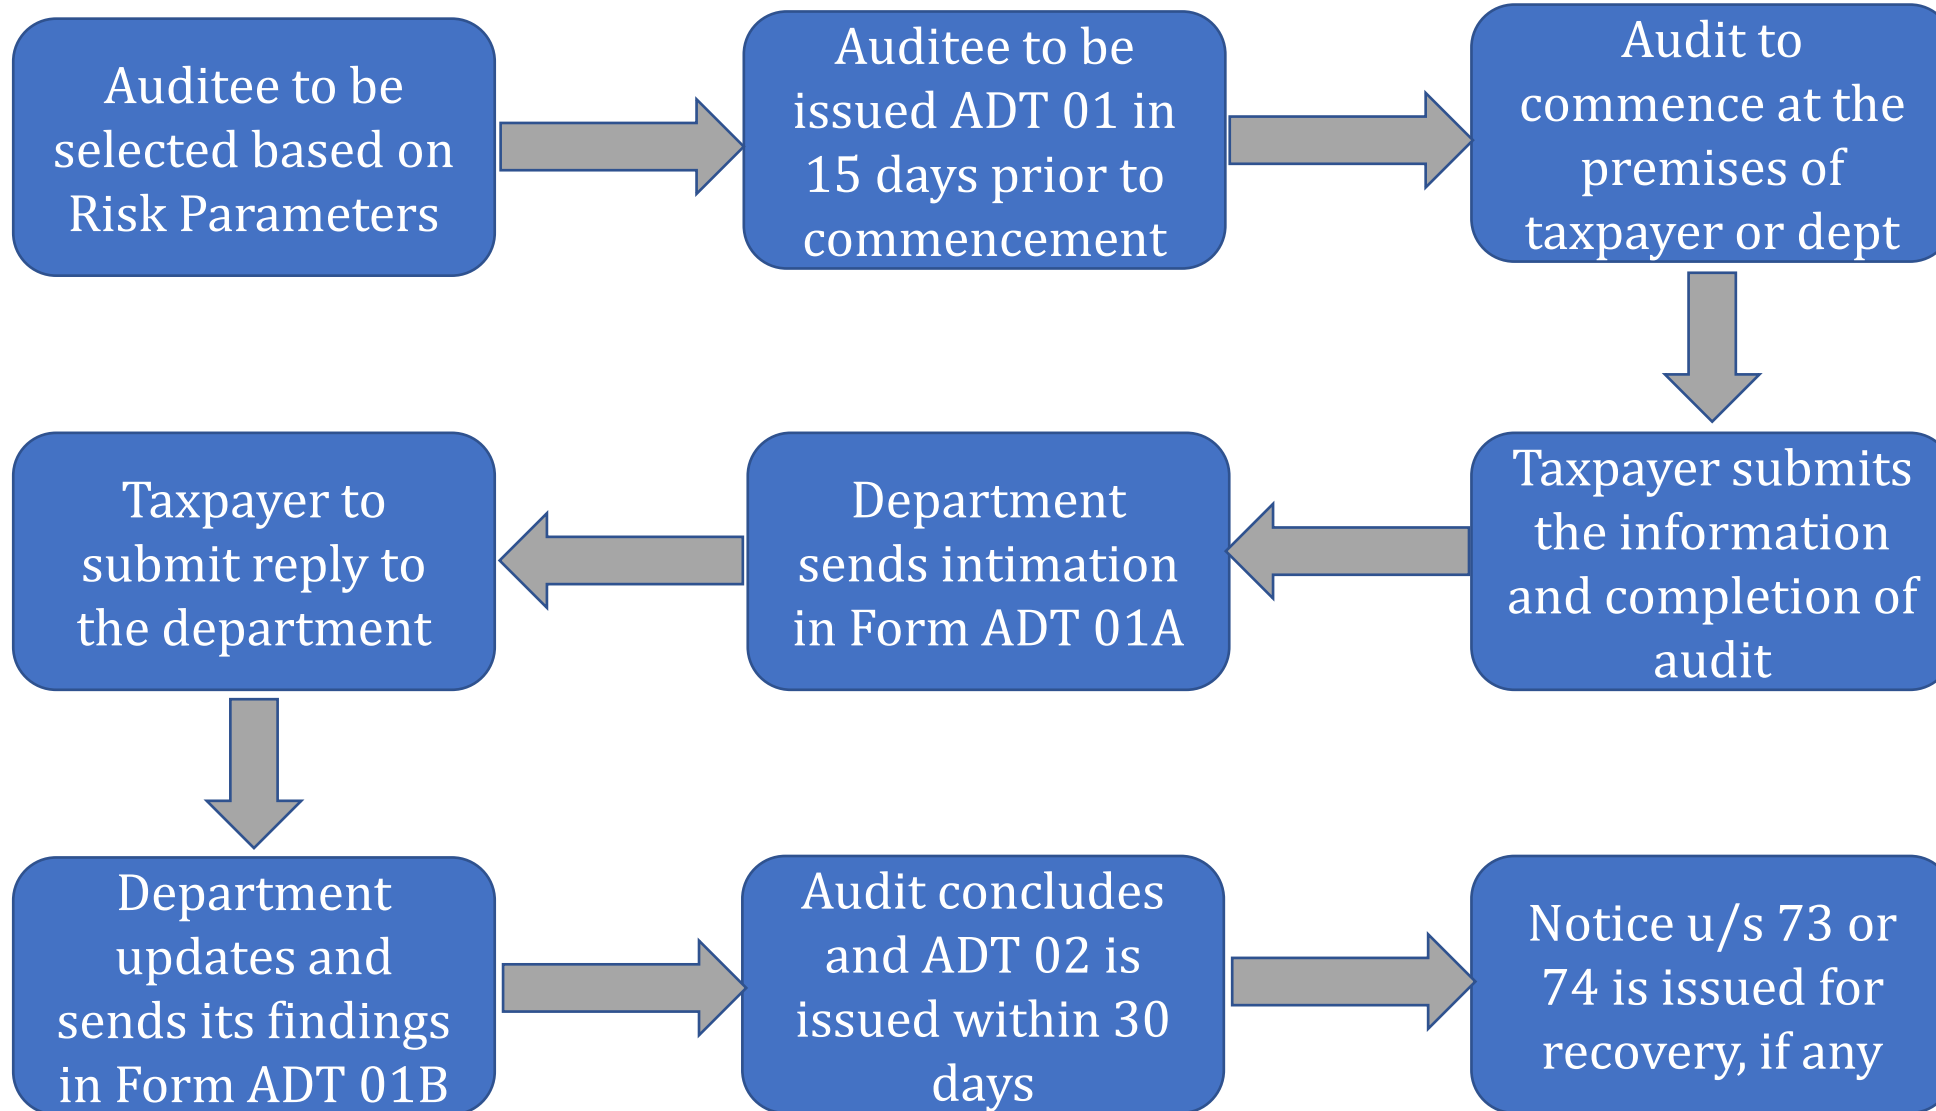 Auditee to be
selected based on
Risk Parameters
Auditee to be
issued ADT 01 in
15 days prior to
commencement
Audit to
commence at the
premises of
taxpayer or dept
Taxpayer submits
the information
and completion of
audit
Department
sends intimation
in Form ADT 01A
Taxpayer to
submit reply to
the department
Department
updates and
sends its findings
in Form ADT 01B
Audit concludes
and ADT 02 is
issued within 30
days
Notice u/s 73 or
74 is issued for
recovery, if any